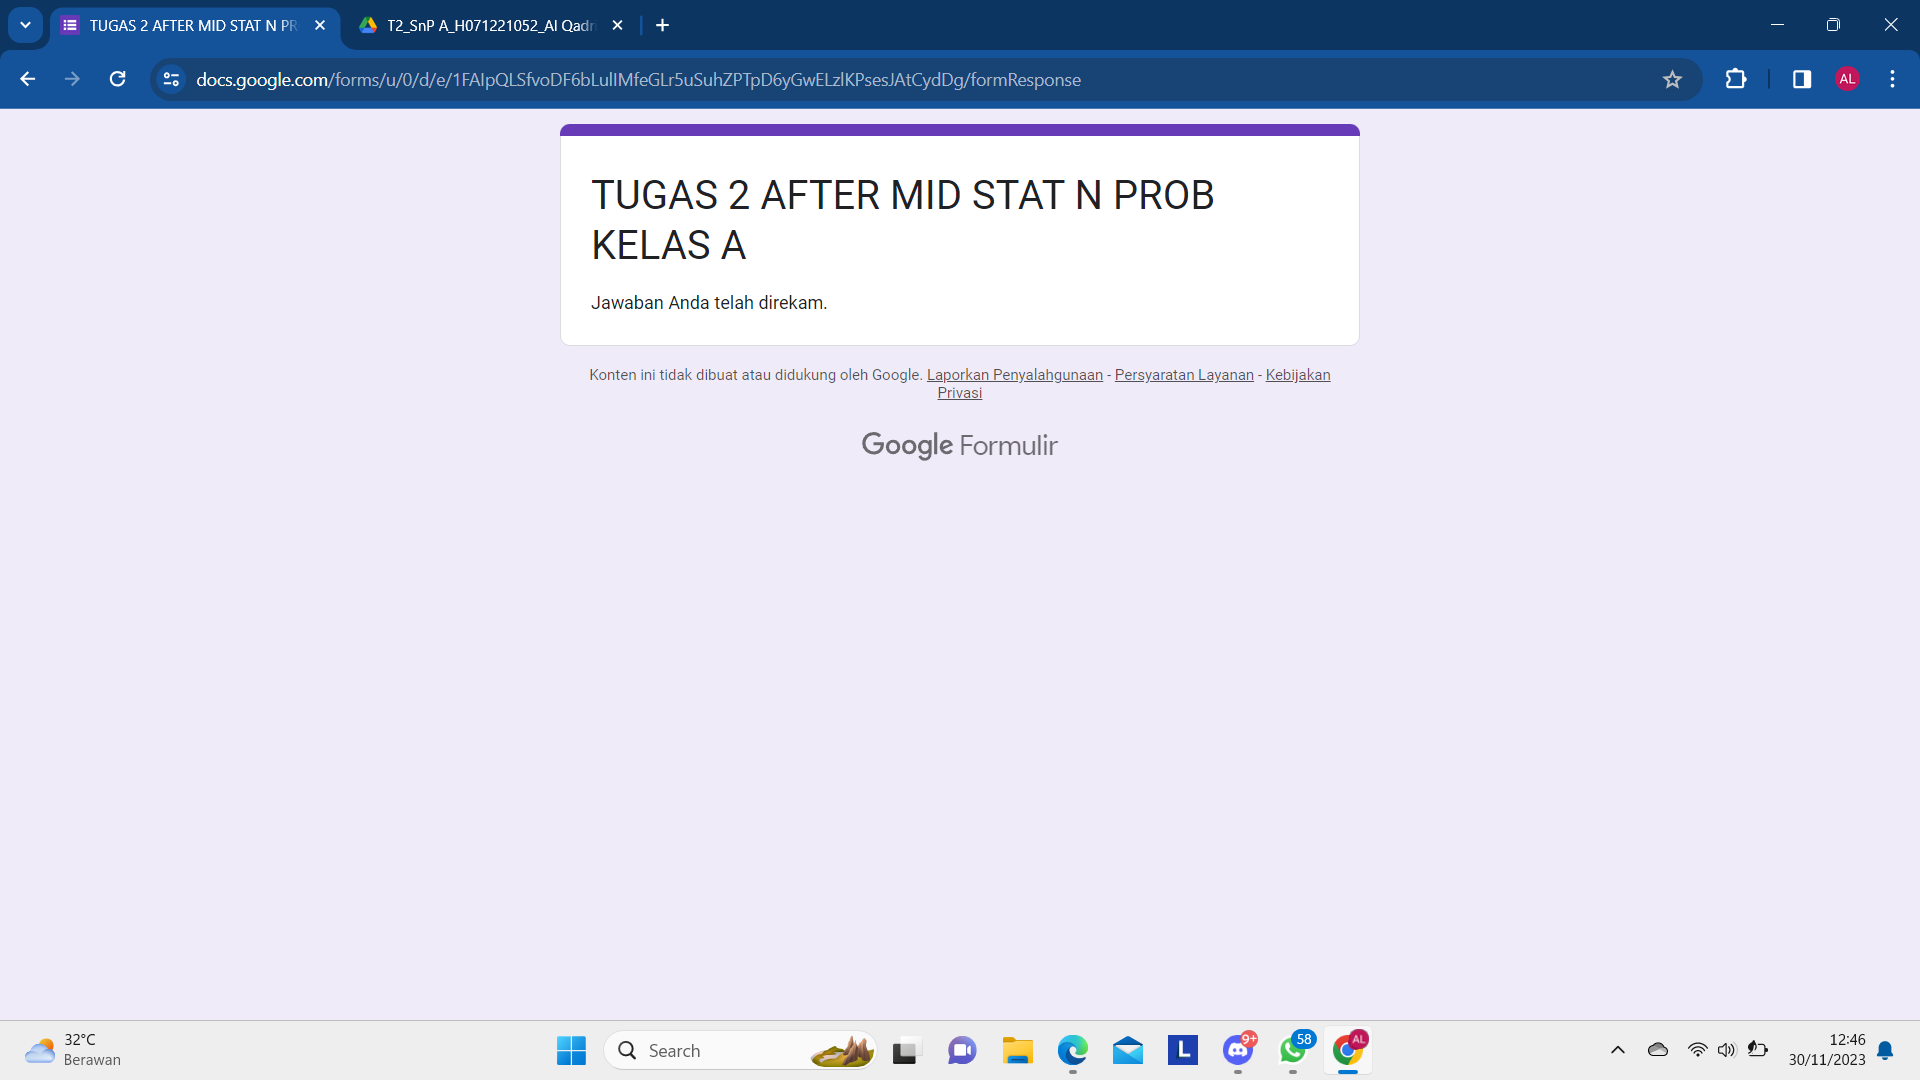 TUGAS 2 AFTER MID STAT N PR
T2_SnP A_H071221052_Al Qadri
docs.google.com/forms/u/0/d/e/1FAIpQLSfvoDF6bLulIMfeGLr5uSuhZPTpD6yGwELzlKPsesJAtCydDg/formResponse
AL
TUGAS 2 AFTER MID STAT N PROB
KELAS A
Jawaban Anda telah direkam.
Konten ini tidak dibuat atau didukung oleh Google. Laporkan Penyalahgunaan - Persyaratan Layanan - Kebijakan
Privasi
Google Formulir
32°C
Berawan
Search
L
9+
58
AL
12:46
30/11/2023